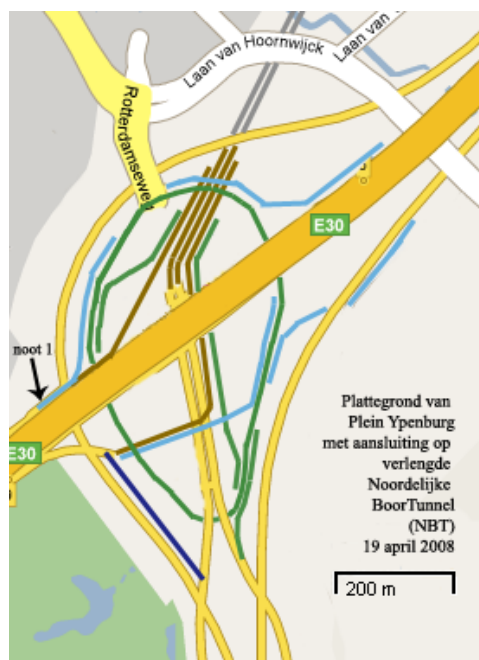 Laan van Hoornwijck
Laan van
Rotterdamseweg
E30
noot 1
E30
Plattegrond van
Plein Ypenburg
met aansluiting op
verlengde
Noordelijke
BoorTunnel
(NBT)
19 april 2008
200 m